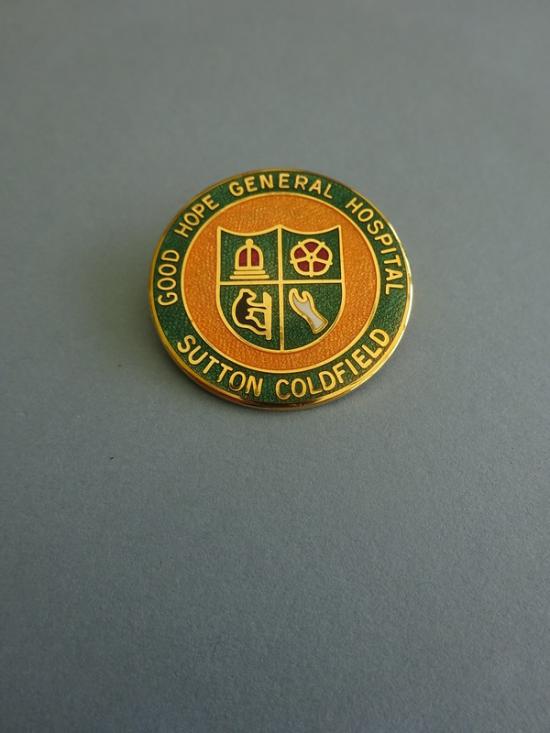 GOOD HOPE GENERAL HOSPITAL
SUTTON COLDFIELD